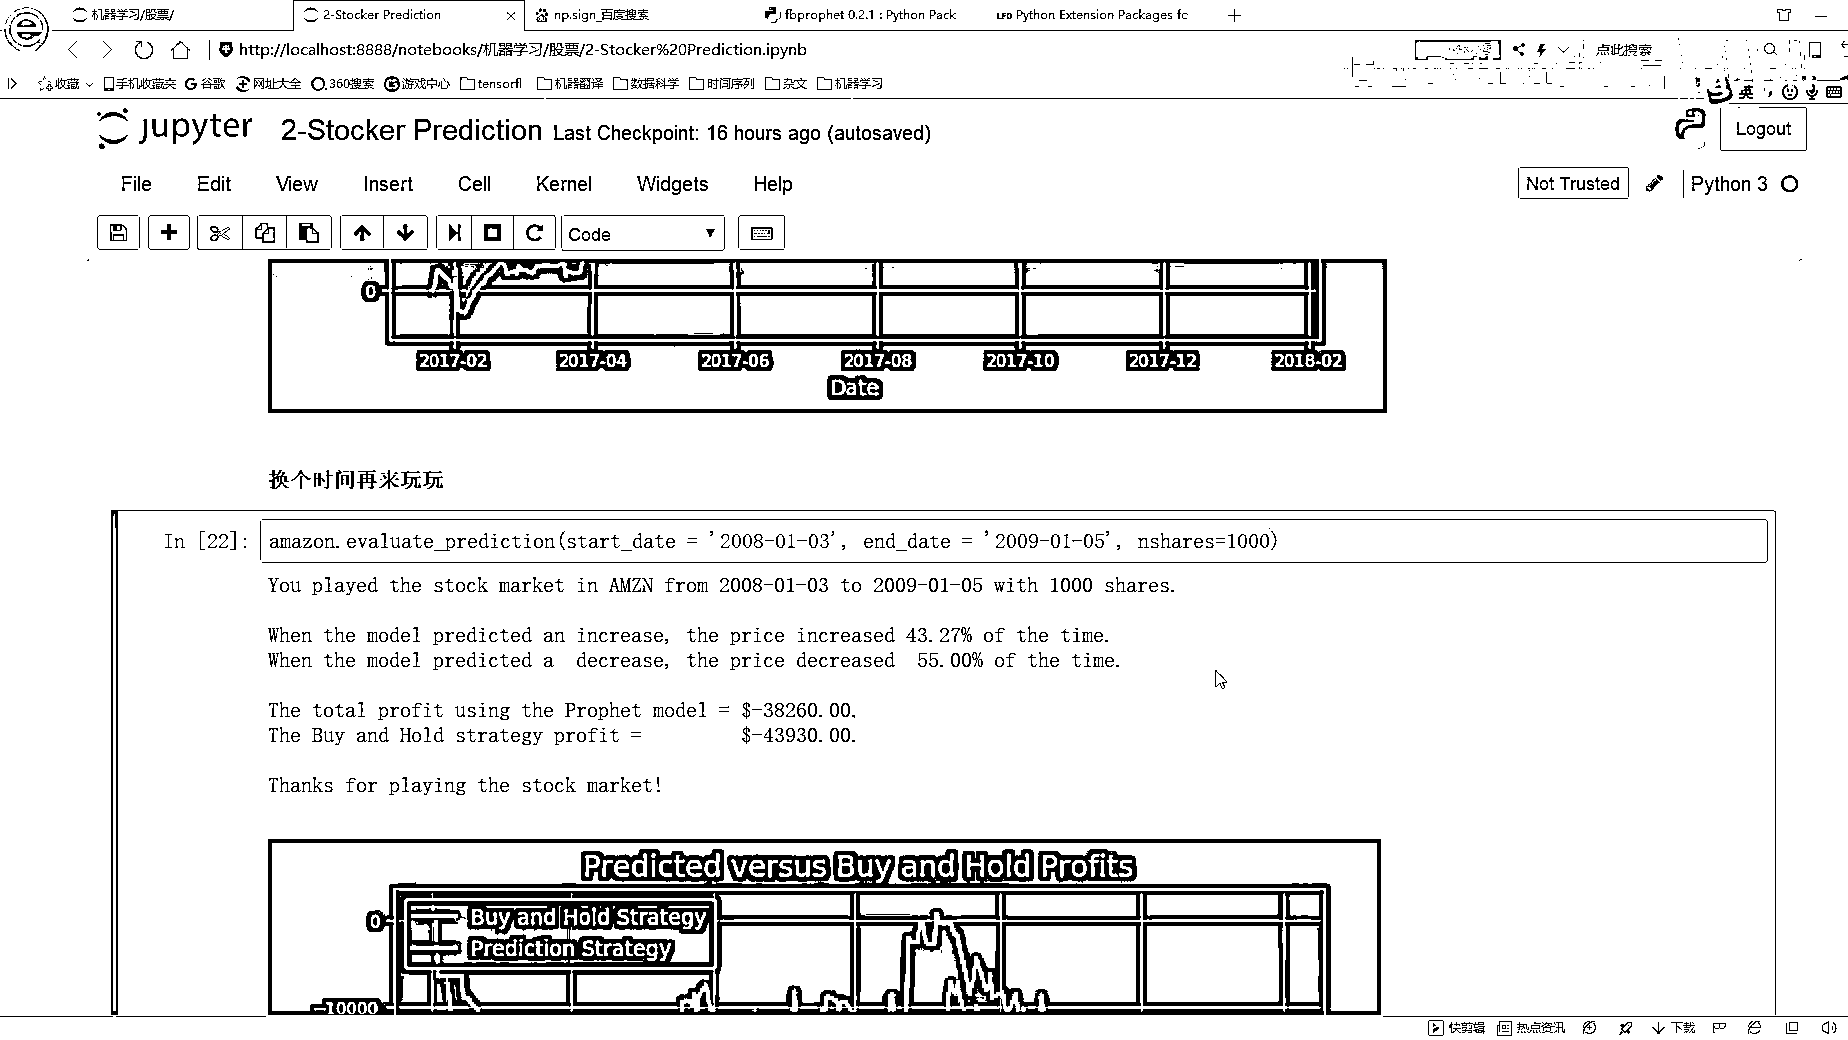 机器学习/股票/
2-Stocker Prediction
np.sign_百度搜索
fbprophet 0.2.1 : Python Pack
LFD Python Extension Packages fo
http://localhost:8888/notebooks/机器学习/股票/2-Stocker%20Prediction.ipynb
点此搜索
收藏 手机收藏夹 谷歌 网址大全 360搜索 游戏中心 tensorfl 机器翻译 数据科学 时间序列 杂文 机器学习
英
jupyter 2-Stocker Prediction Last Checkpoint: 16 hours ago (autosaved)
Logout
File Edit View Insert Cell Kernel Widgets Help
Not Trusted Python 3
Code
0
2017-02 2017-04 2017-06 2017-08 2017-10 2017-12 2018-02
Date
换个时间再来玩玩
In [22]: amazon.evaluate_prediction(start_date = '2008-01-03', end_date = '2009-01-05', nshares=1000)
You played the stock market in AMZN from 2008-01-03 to 2009-01-05 with 1000 shares.
When the model predicted an increase, the price increased 43.27% of the time.
When the model predicted a  decrease, the price decreased  55.00% of the time.
The total profit using the Prophet model = $-38260.00.
The Buy and Hold strategy profit =         $-43930.00.
Thanks for playing the stock market!
Predicted versus Buy and Hold Profits
0
Buy and Hold Strategy
Prediction Strategy
−10000
快剪辑 热点资讯 下载